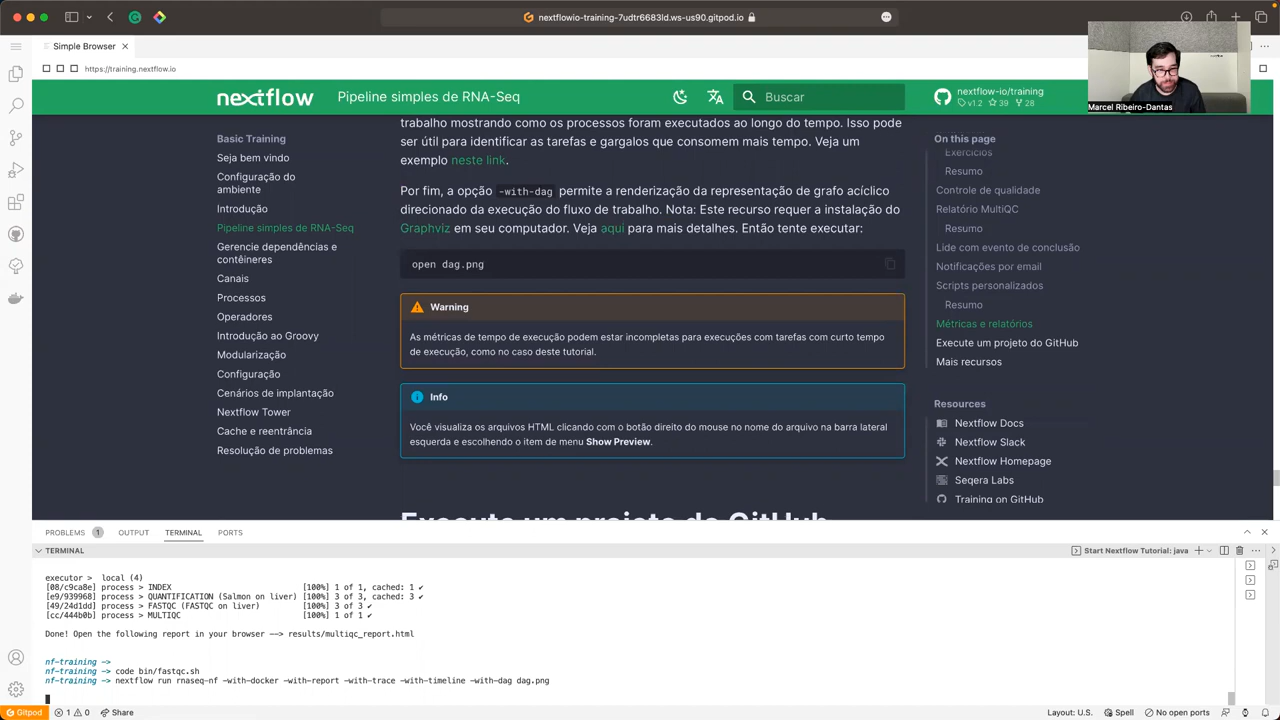 nextflowio-training-7udtr6683ld.ws-us90.gitpod.io
Simple Browser
https://training.nextflow.io
nextflow
Pipeline simples de RNA-Seq
Buscar
nextflow-io/training
v1.2 39 28
Marcel Ribeiro-Dantas
Basic Training
Seja bem vindo
Configuração do
ambiente
Introdução
Pipeline simples de RNA-Seq
Gerencie dependências e
contêineres
Canais
Processos
Operadores
Introdução ao Groovy
Modularização
Configuração
Cenários de implantação
Nextflow Tower
Cache e reentrância
Resolução de problemas
trabalho mostrando como os processos foram executados ao longo do tempo. Isso pode
ser útil para identificar as tarefas e gargalos que consomem mais tempo. Veja um
exemplo neste link.
Por fim, a opção -with-dag permite a renderização da representação de grafo acíclico
direcionado da execução do fluxo de trabalho. Nota: Este recurso requer a instalação do
Graphviz em seu computador. Veja aqui para mais detalhes. Então tente executar:
open dag.png
Warning
As métricas de tempo de execução podem estar incompletas para execuções com tarefas com curto tempo
de execução, como no caso deste tutorial.
Info
Você visualiza os arquivos HTML clicando com o botão direito do mouse no nome do arquivo na barra lateral
esquerda e escolhendo o item de menu Show Preview.
Execute um projeto do GitHub
On this page
Exercícios
Resumo
Controle de qualidade
Relatório MultiQC
Resumo
Lide com evento de conclusão
Notificações por email
Scripts personalizados
Resumo
Métricas e relatórios
Execute um projeto do GitHub
Mais recursos
Resources
Nextflow Docs
Nextflow Slack
Nextflow Homepage
Seqera Labs
Training on GitHub
PROBLEMS 1 OUTPUT TERMINAL PORTS
TERMINAL
Start Nextflow Tutorial: java
executor > local (4)
[08/c9ca8e] process > INDEX [100%] 1 of 1, cached: 1 ✔
[e9/939968] process > QUANTIFICATION (Salmon on liver) [100%] 3 of 3, cached: 3 ✔
[49/24d1dd] process > FASTQC (FASTQC on liver) [100%] 3 of 3 ✔
[cc/444b0b] process > MULTIQC [100%] 1 of 1 ✔
Done! Open the following report in your browser --> results/multiqc_report.html
nf-training ->
nf-training -> code bin/fastqc.sh
nf-training -> nextflow run rnaseq-nf -with-docker -with-report -with-trace -with-timeline -with-dag dag.png
Gitpod
1 0
Share
Layout: U.S.
Spell
No open ports